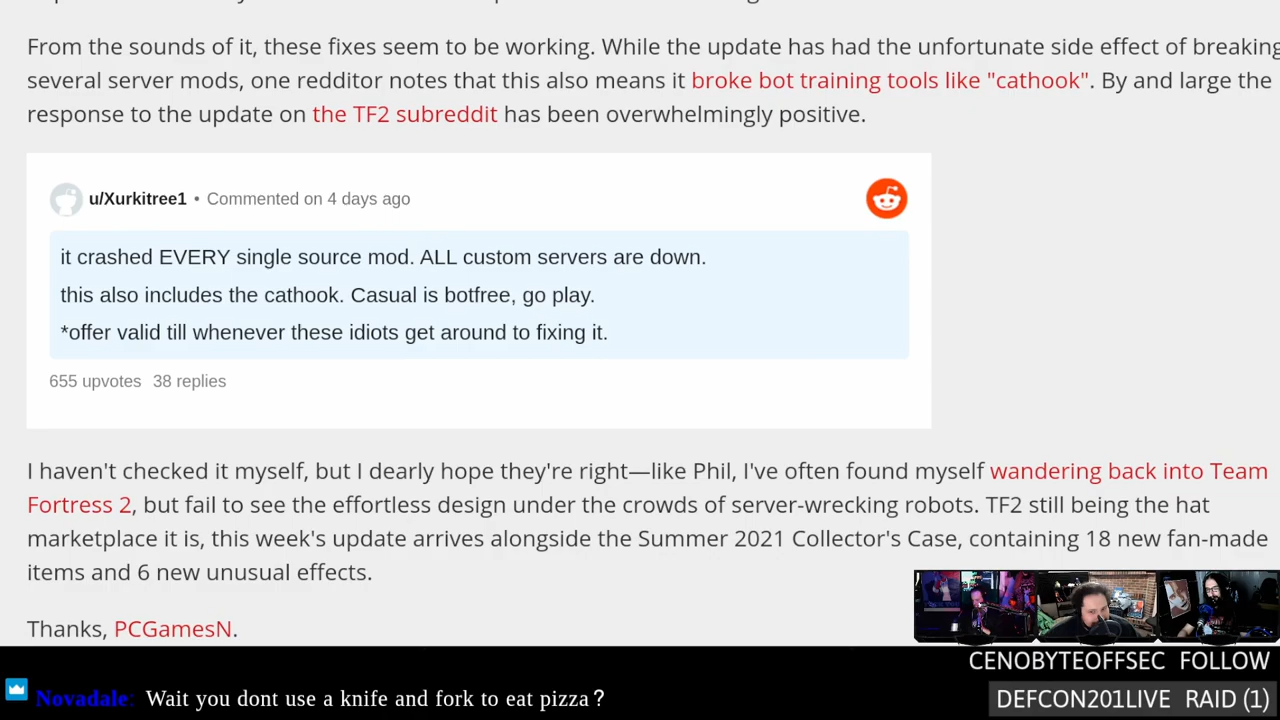 From the sounds of it, these fixes seem to be working. While the update has had the unfortunate side effect of breaking
several server mods, one redditor notes that this also means it broke bot training tools like "cathook". By and large the
response to the update on the TF2 subreddit has been overwhelmingly positive.
u/Xurkitree1 • Commented on 4 days ago
it crashed EVERY single source mod. ALL custom servers are down.
this also includes the cathook. Casual is botfree, go play.
*offer valid till whenever these idiots get around to fixing it.
655 upvotes 38 replies
I haven't checked it myself, but I dearly hope they're right—like Phil, I've often found myself wandering back into Team
Fortress 2, but fail to see the effortless design under the crowds of server-wrecking robots. TF2 still being the hat
marketplace it is, this week's update arrives alongside the Summer 2021 Collector's Case, containing 18 new fan-made
items and 6 new unusual effects.
Thanks, PCGamesN.
CENOBYTEOFFSEC FOLLOW
Novadale: Wait you dont use a knife and fork to eat pizza?
DEFCON201LIVE RAID (1)